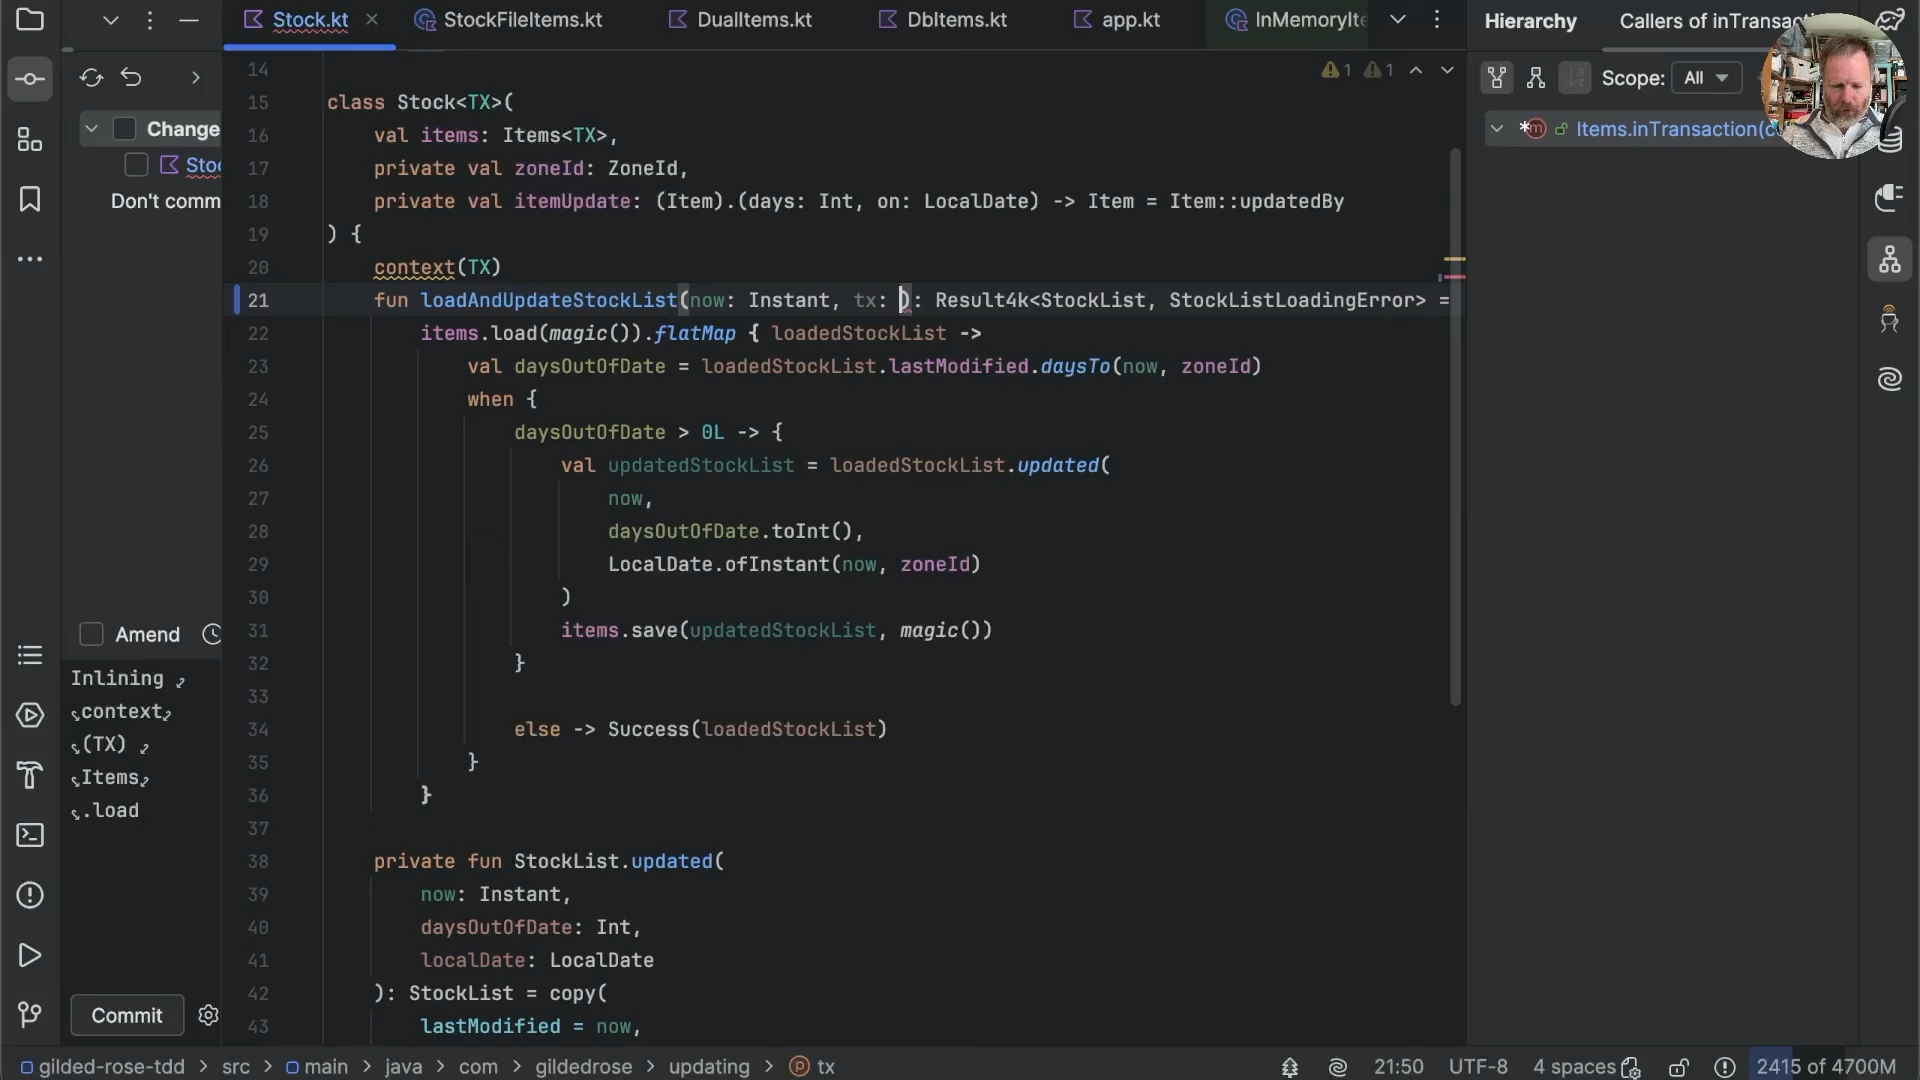 Stock.kt
StockFileItems.kt
DualItems.kt
DbItems.kt
app.kt
InMemoryIte
Hierarchy
Callers of inTransacti
Scope:
All
Items.inTransaction(c
Change
Stoc
Don't comm
Amend
Inlining
context
(TX)
Items
.load
Commit
1
1
14
15 class Stock<TX>(
16 val items: Items<TX>,
17 private val zoneId: ZoneId,
18 private val itemUpdate: (Item).(days: Int, on: LocalDate) -> Item = Item::updatedBy
19 ) {
20 context(TX)
21 fun loadAndUpdateStockList(now: Instant, tx: ): Result4k<StockList, StockListLoadingError> =
22 items.load(magic()).flatMap { loadedStockList ->
23 val daysOutOfDate = loadedStockList.lastModified.daysTo(now, zoneId)
24 when {
25 daysOutOfDate > 0L -> {
26 val updatedStockList = loadedStockList.updated(
27 now,
28 daysOutOfDate.toInt(),
29 LocalDate.ofInstant(now, zoneId)
30 )
31 items.save(updatedStockList, magic())
32 }
33
34 else -> Success(loadedStockList)
35 }
36 }
37
38 private fun StockList.updated(
39 now: Instant,
40 daysOutOfDate: Int,
41 localDate: LocalDate
42 ): StockList = copy(
43 lastModified = now,
gilded-rose-tdd > src > main > java > com > gildedrose > updating > tx
21:50 UTF-8 4 spaces 2415 of 4700M